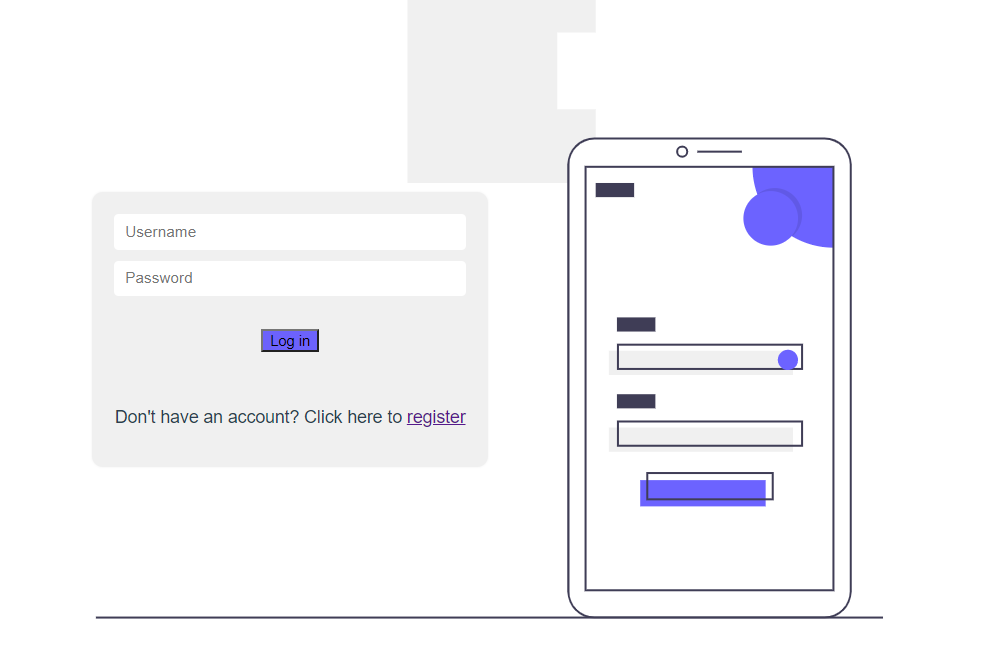 Username
Password
Log in
Don't have an account? Click here to register